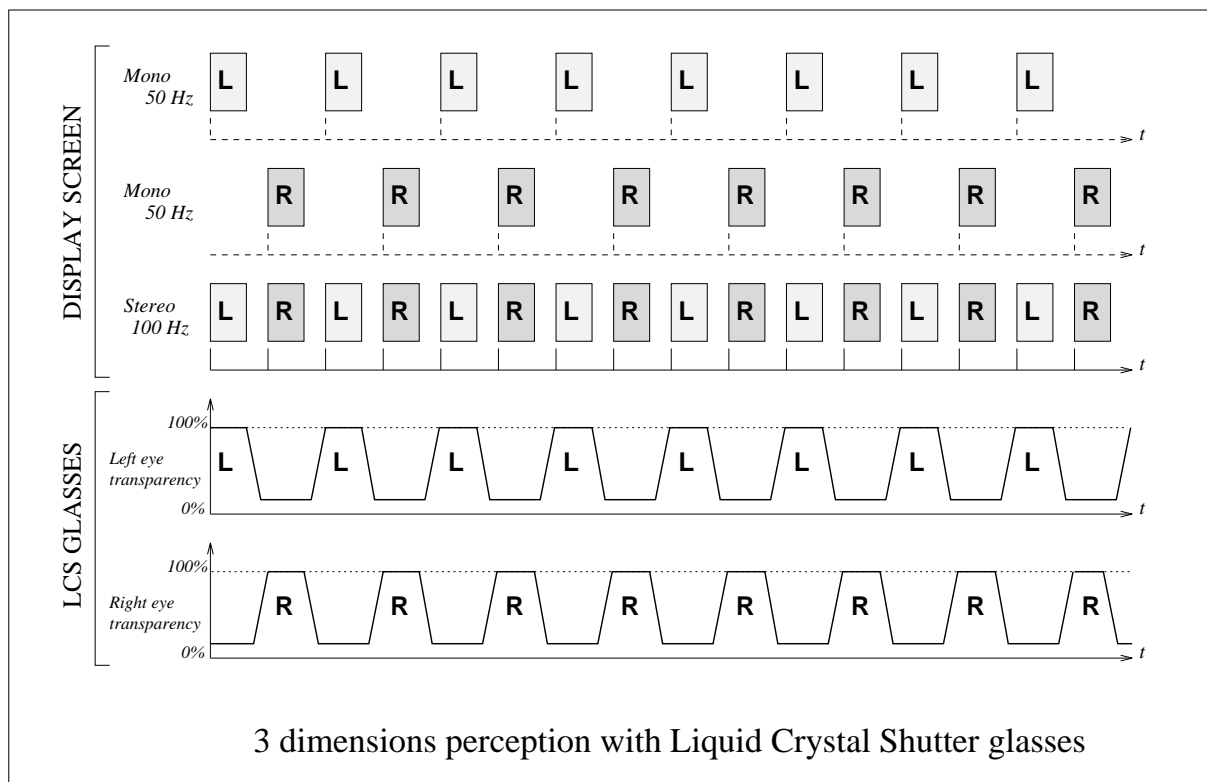 DISPLAY SCREEN
Mono
50 Hz
L L L L L L L L
t
Mono
50 Hz
R R R R R R R R
t
Stereo
100 Hz
L R L R L R L R L R L R L R L R
t
LCS GLASSES
100%
Left eye
transparency
L L L L L L L L
0%
t
100%
Right eye
transparency
R R R R R R R R
0%
t
3 dimensions perception with Liquid Crystal Shutter glasses